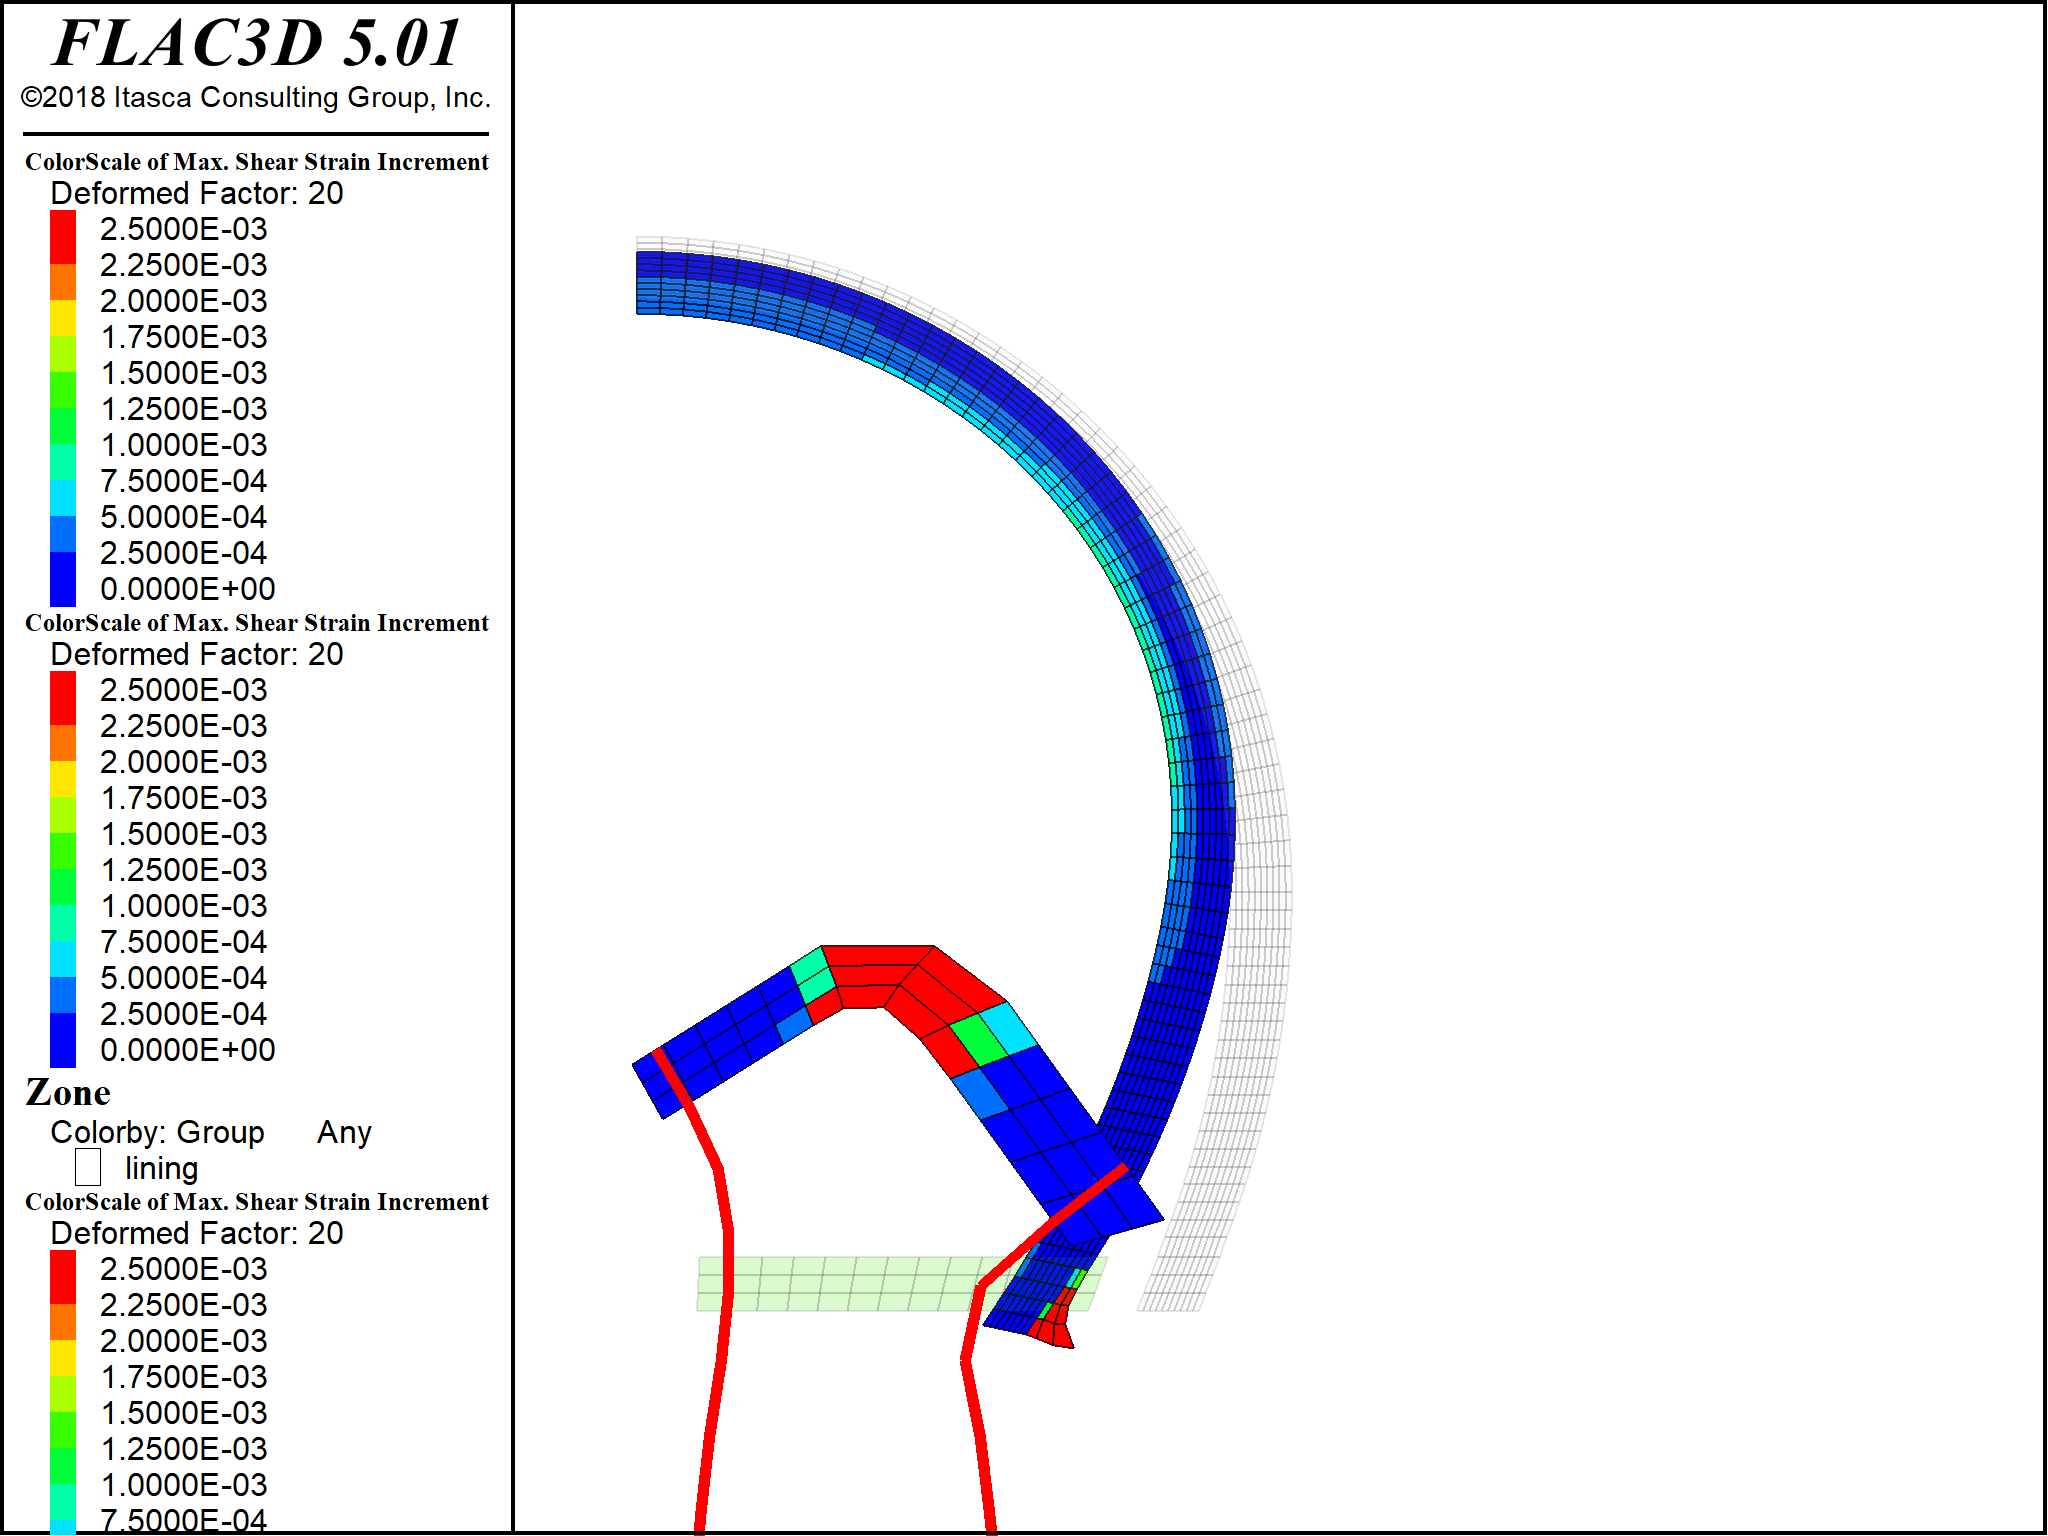 FLAC3D 5.01
©2018 Itasca Consulting Group, Inc.
ColorScale of Max. Shear Strain Increment
Deformed Factor: 20
2.5000E-03
2.2500E-03
2.0000E-03
1.7500E-03
1.5000E-03
1.2500E-03
1.0000E-03
7.5000E-04
5.0000E-04
2.5000E-04
0.0000E+00
ColorScale of Max. Shear Strain Increment
Deformed Factor: 20
2.5000E-03
2.2500E-03
2.0000E-03
1.7500E-03
1.5000E-03
1.2500E-03
1.0000E-03
7.5000E-04
5.0000E-04
2.5000E-04
0.0000E+00
Zone
Colorby: Group Any
lining
ColorScale of Max. Shear Strain Increment
Deformed Factor: 20
2.5000E-03
2.2500E-03
2.0000E-03
1.7500E-03
1.5000E-03
1.2500E-03
1.0000E-03
7.5000E-04